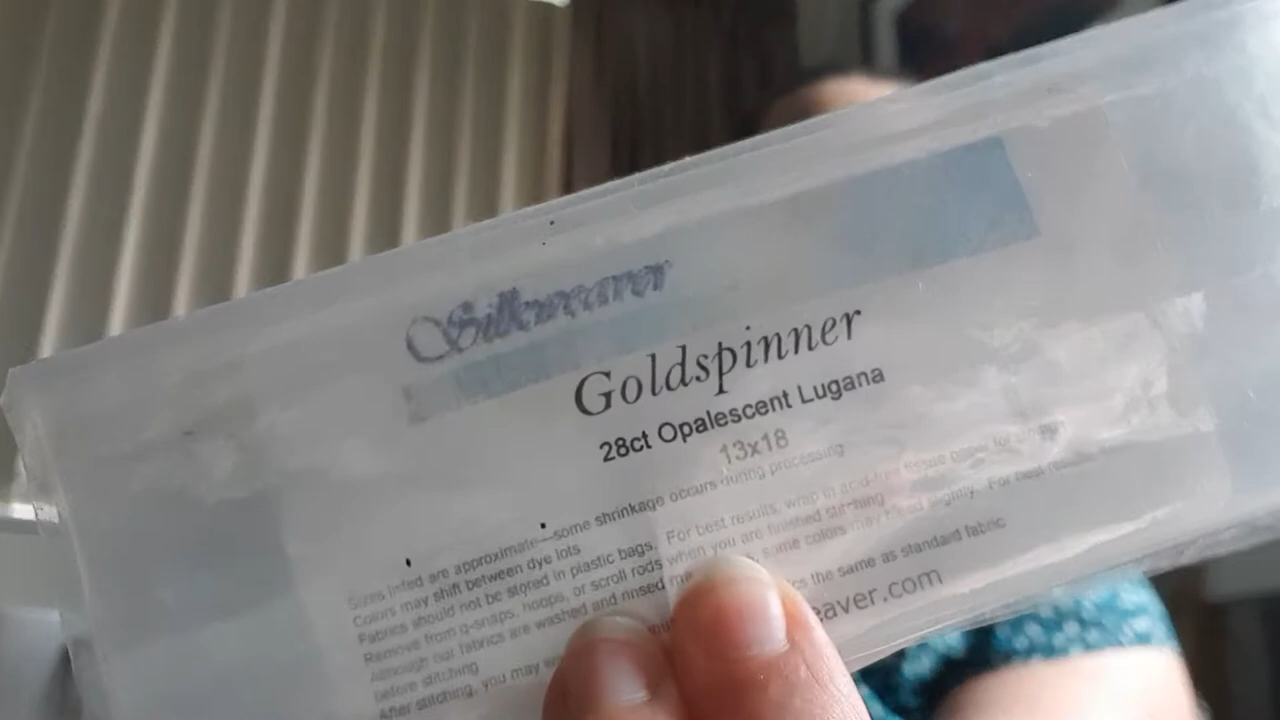 Silkweaver
Goldspinner
28ct Opalescent Lugana
13x18
Sizes listed are approximate—some shrinkage occurs during processing
Colors may shift between dye lots
Fabrics should not be stored in plastic bags. For best results, wrap in acid-free tissue paper for storage
Remove from q-snaps, hoops, or scroll rods when you are finished stitching
Although our fabrics are washed and rinsed some colors may bleed slightly. For best results
before stitching
After stitching, you may the same as standard fabric
eaver.com